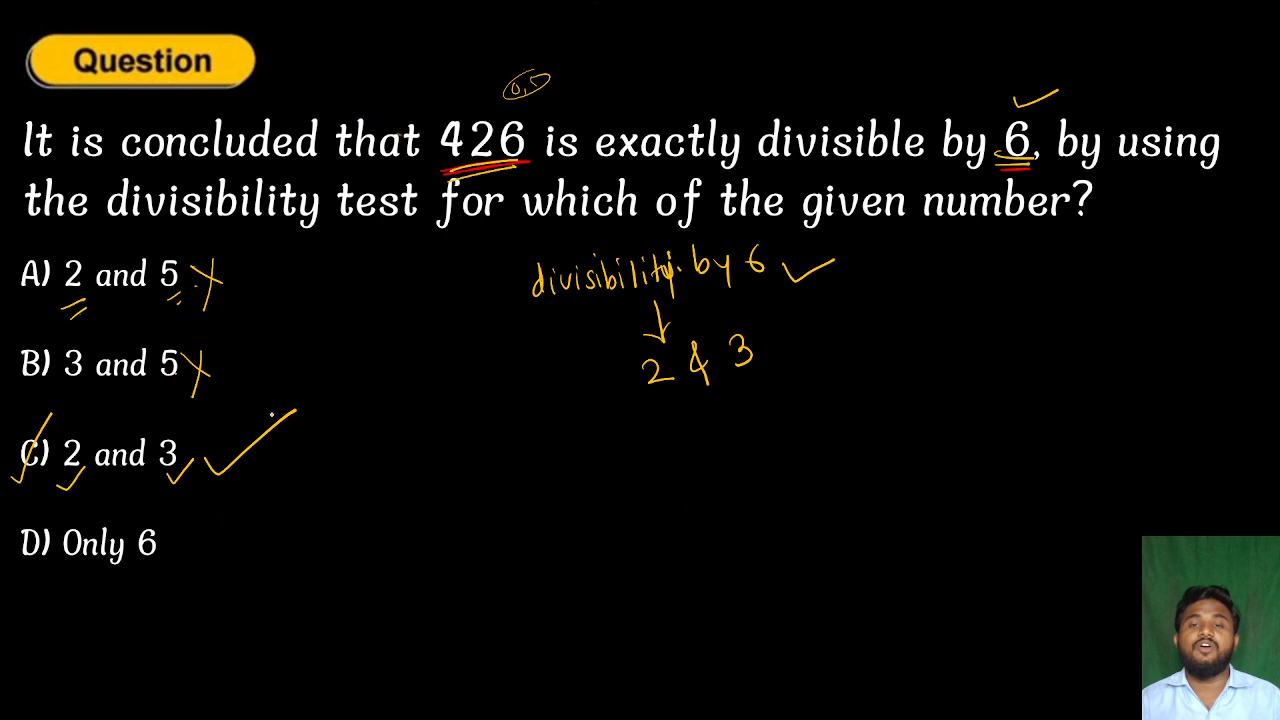 Question
0,5
It is concluded that 426 is exactly divisible by 6, by using
the divisibility test for which of the given number?
A) 2 and 5
divisibility by 6
B) 3 and 5
2 & 3
C) 2 and 3
D) Only 6